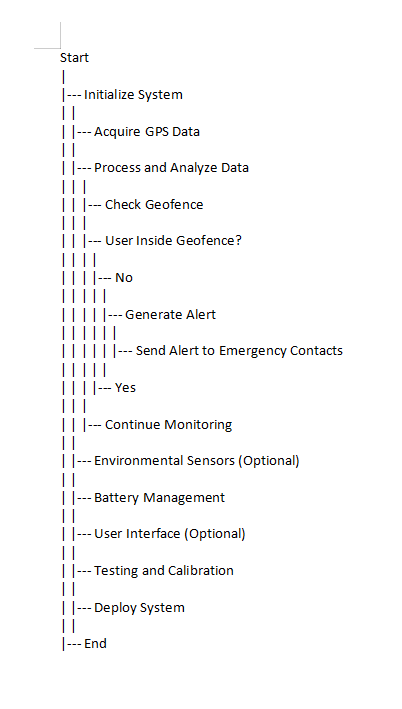 Start
|
|--- Initialize System
| |
| |--- Acquire GPS Data
| |
| |--- Process and Analyze Data
| | |
| | |--- Check Geofence
| | |
| | |--- User Inside Geofence?
| | | |
| | | |--- No
| | | | |
| | | | |--- Generate Alert
| | | | | |
| | | | | |--- Send Alert to Emergency Contacts
| | | | |
| | | |--- Yes
| | |
| | |--- Continue Monitoring
| |
| |--- Environmental Sensors (Optional)
| |
| |--- Battery Management
| |
| |--- User Interface (Optional)
| |
| |--- Testing and Calibration
| |
| |--- Deploy System
| |
|--- End